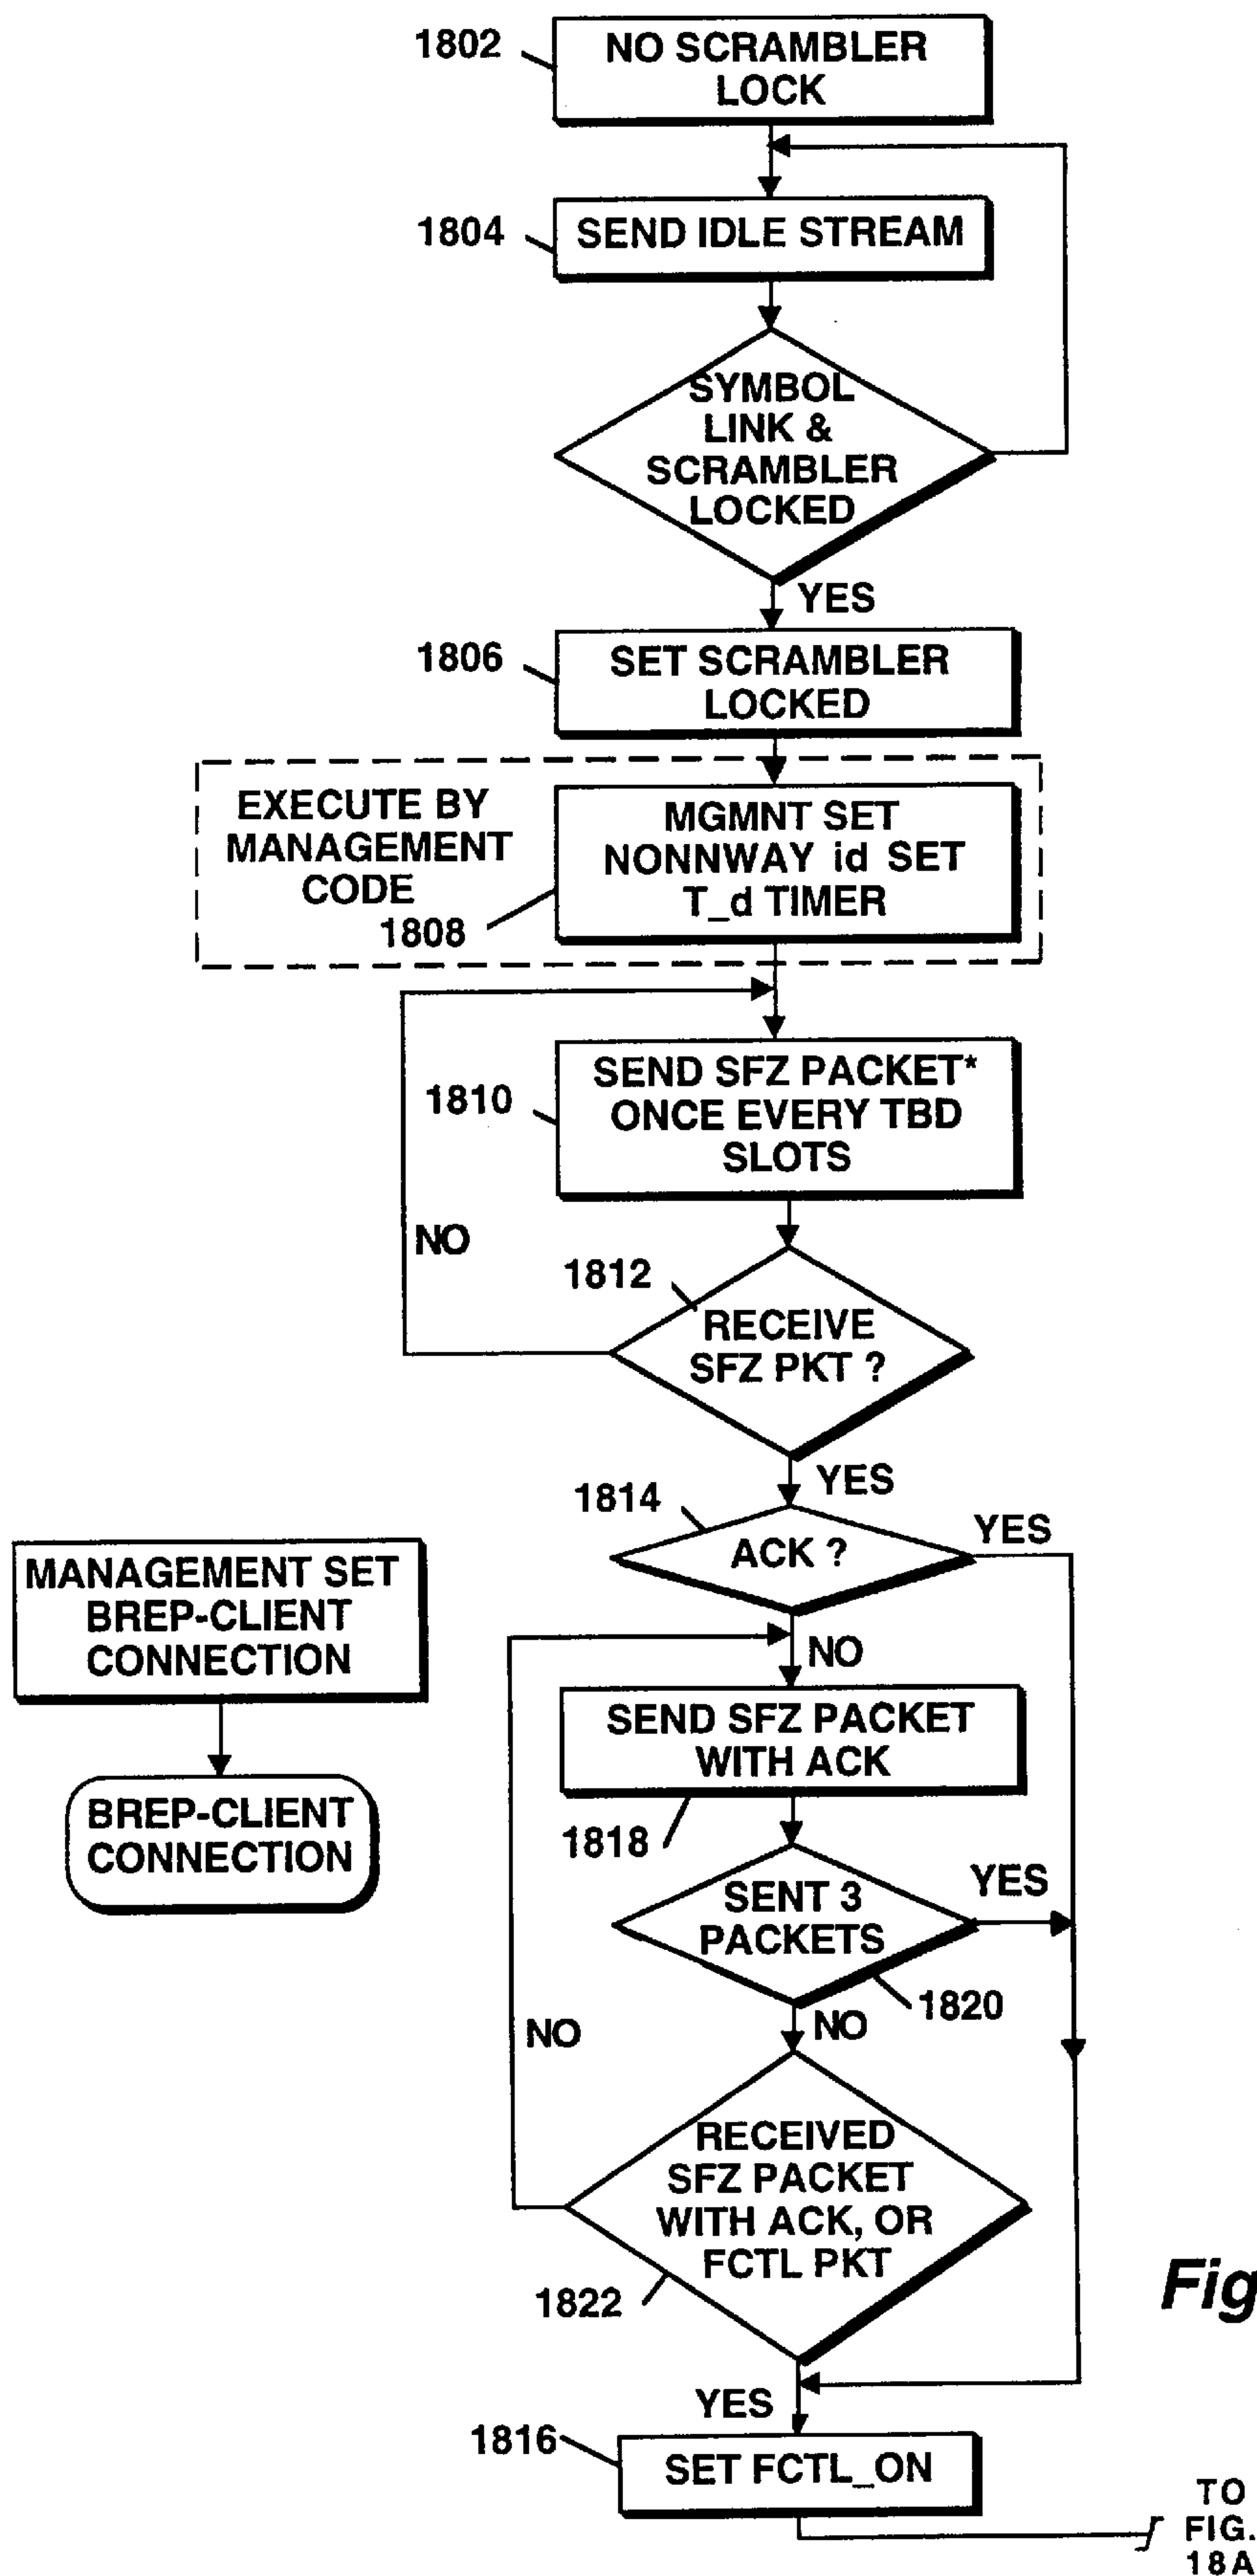 1802
NO SCRAMBLER
LOCK
1804
SEND IDLE STREAM
SYMBOL
LINK &
SCRAMBLER
LOCKED
YES
1806
SET SCRAMBLER
LOCKED
EXECUTE BY
MANAGEMENT
CODE
1808
MGMNT SET
NONNWAY id SET
T_d TIMER
1810
SEND SFZ PACKET*
ONCE EVERY TBD
SLOTS
NO
1812
RECEIVE
SFZ PKT ?
YES
1814
ACK ?
YES
MANAGEMENT SET
BREP-CLIENT
CONNECTION
BREP-CLIENT
CONNECTION
NO
SEND SFZ PACKET
WITH ACK
1818
SENT 3
PACKETS
YES
1820
NO
NO
RECEIVED
SFZ PACKET
WITH ACK, OR
FCTL PKT
1822
Fig
YES
1816
SET FCTL_ON
TO
FIG.
18A